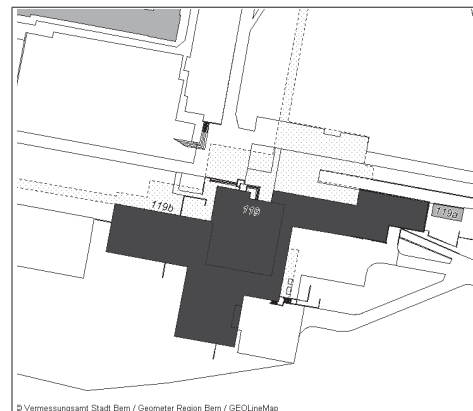 119a
119b
119
© Vermessungsamt Stadt Bern / Geometer Region Bern / GEOLineMap